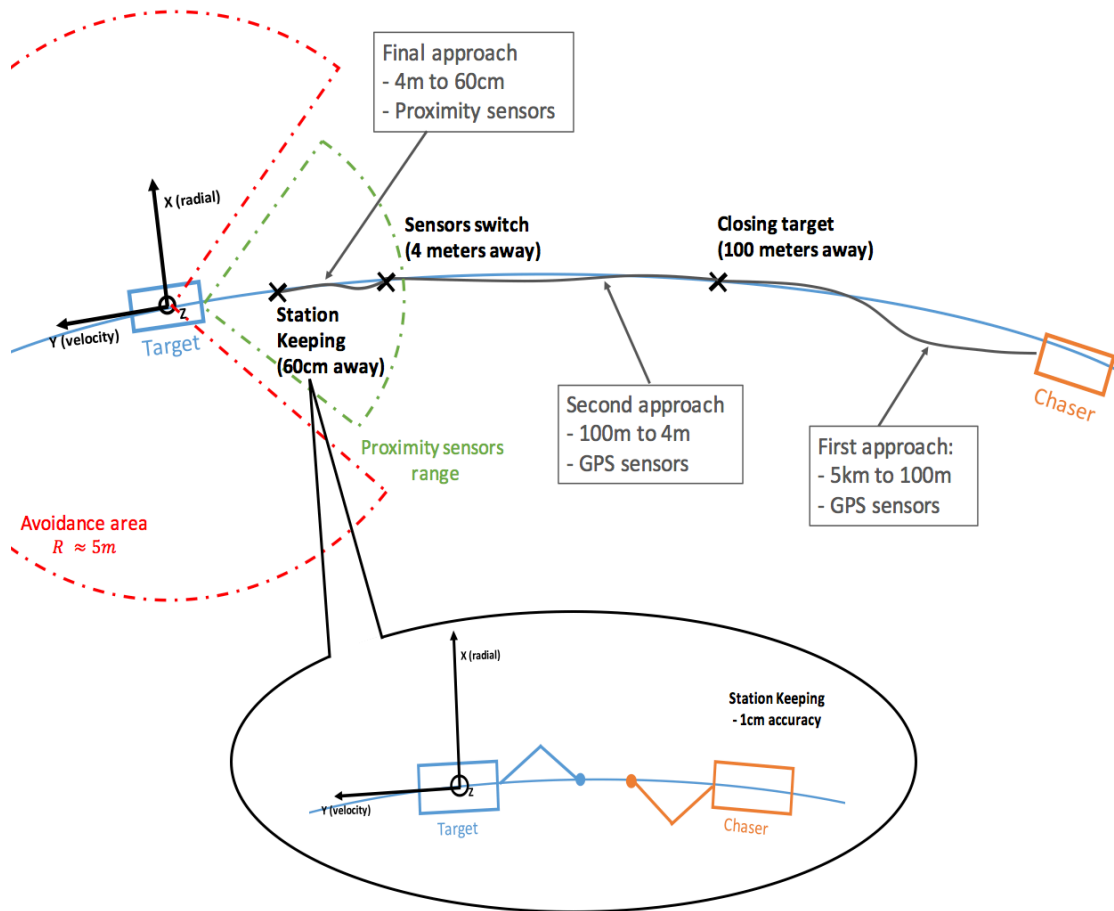 Final approach
- 4m to 60cm
- Proximity sensors
X (radial)
Sensors switch
(4 meters away)
Closing target
(100 meters away)
Z
Y (velocity)
Target
Station
Keeping
(60cm away)
Chaser
Second approach
- 100m to 4m
- GPS sensors
First approach:
- 5km to 100m
- GPS sensors
Proximity sensors
range
Avoidance area
R ≈ 5m
X (radial)
Station Keeping
- 1cm accuracy
Z
Y (velocity)
Target
Chaser